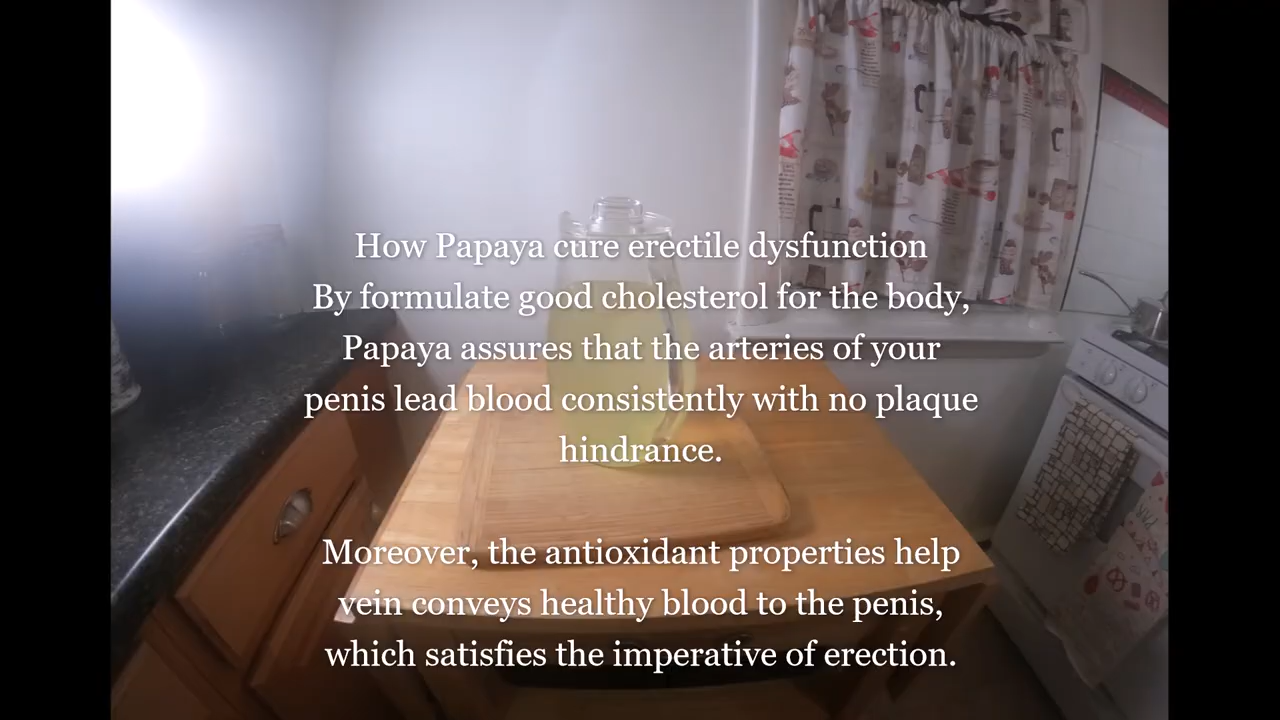 How Papaya cure erectile dysfunction
By formulate good cholesterol for the body,
Papaya assures that the arteries of your
penis lead blood consistently with no plaque
hindrance.
Moreover, the antioxidant properties help
vein conveys healthy blood to the penis,
which satisfies the imperative of erection.